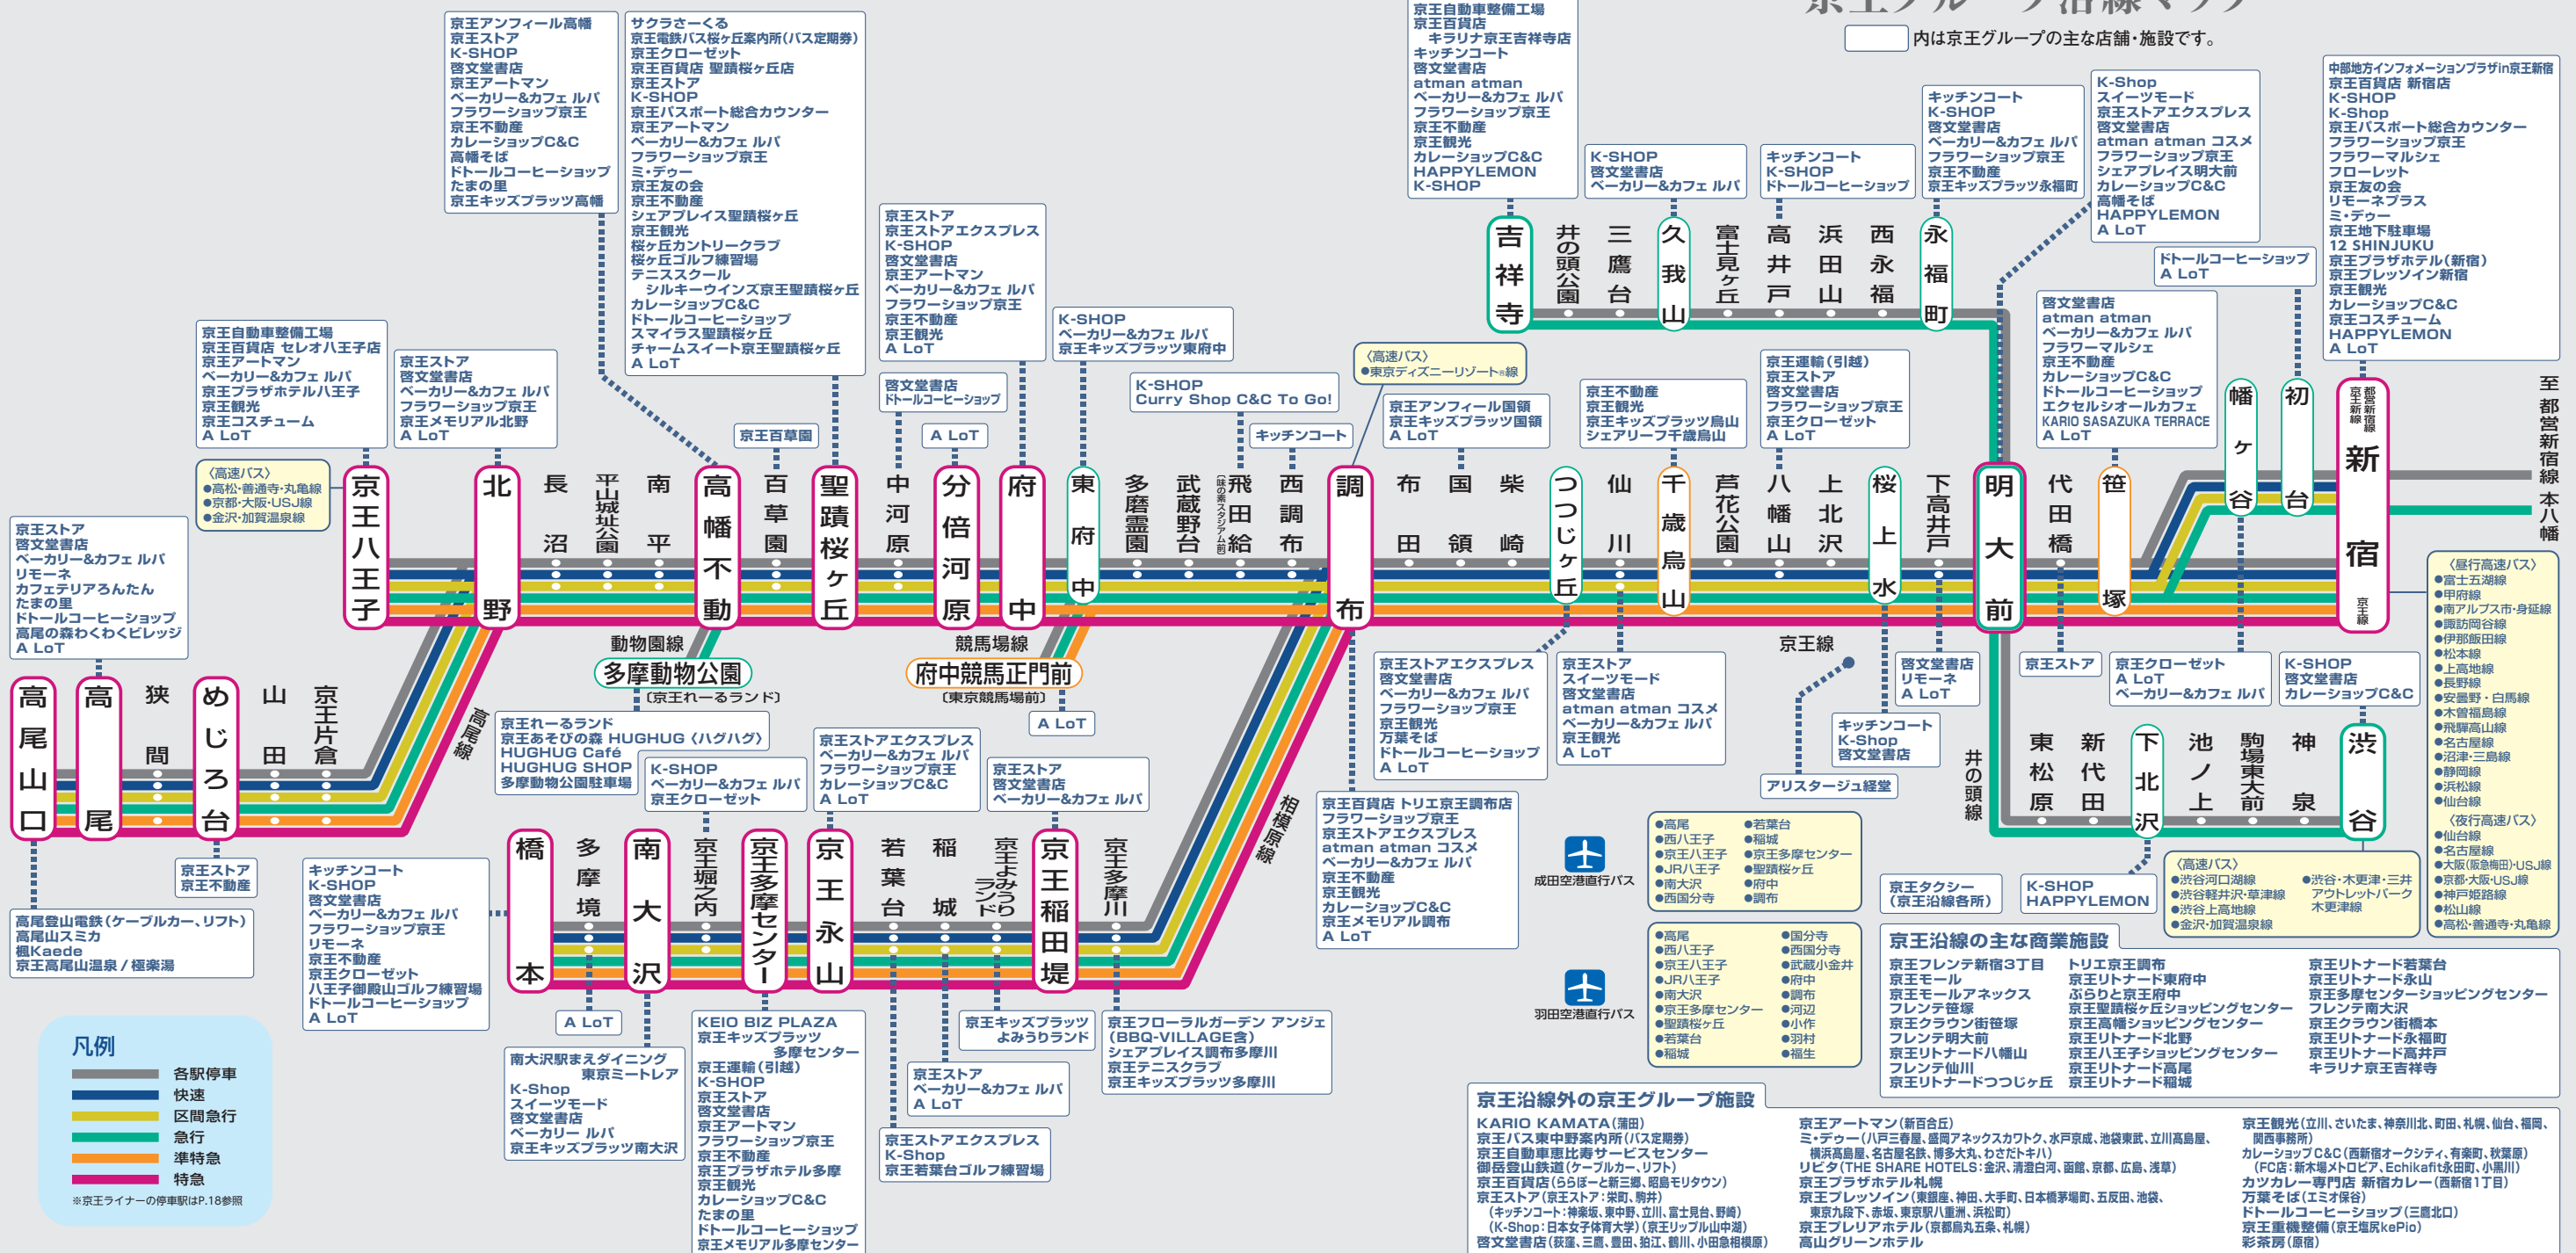 京王グループ沿線マップ
内は京王グループの主な店舗・施設です。
京王アンフィール高幡
京王ストア
K-SHOP
啓文堂書店
京王アートマン
ベーカリー&カフェ ルパ
フラワーショップ京王
京王不動産
カレーショップC&C
高幡そば
ドトールコーヒーショップ
たまの里
京王キッズプラッツ高幡
サクラさーくる
京王電鉄バス桜ヶ丘案内所(バス定期券)
京王クローゼット
京王百貨店 聖蹟桜ヶ丘店
京王ストア
K-SHOP
京王パスポート総合カウンター
京王アートマン
ベーカリー&カフェ ルパ
フラワーショップ京王
ミ・デゥー
京王友の会
京王不動産
シェアプレイス聖蹟桜ヶ丘
京王観光
桜ヶ丘カントリークラブ
桜ヶ丘ゴルフ練習場
テニススクール
シルキーウインズ京王聖蹟桜ヶ丘
カレーショップC&C
ドトールコーヒーショップ
スマイラス聖蹟桜ヶ丘
チャームスイート京王聖蹟桜ヶ丘
A LoT
京王ストア
京王ストアエクスプレス
K-SHOP
啓文堂書店
京王アートマン
ベーカリー&カフェ ルパ
フラワーショップ京王
京王不動産
京王観光
A LoT
K-SHOP
ベーカリー&カフェ ルパ
京王キッズプラッツ東府中
京王自動車整備工場
京王百貨店
キラリナ京王吉祥寺店
キッチンコート
啓文堂書店
atman atman
ベーカリー&カフェ ルパ
フラワーショップ京王
京王不動産
京王観光
カレーショップC&C
HAPPYLEMON
K-SHOP
K-SHOP
啓文堂書店
ベーカリー&カフェ ルパ
キッチンコート
K-SHOP
ドトールコーヒーショップ
キッチンコート
K-SHOP
啓文堂書店
ベーカリー&カフェ ルパ
フラワーショップ京王
京王不動産
京王キッズプラッツ永福町
K-Shop
スイーツモード
京王ストアエクスプレス
啓文堂書店
atman atman コスメ
フラワーショップ京王
シェアプレイス明大前
カレーショップC&C
高幡そば
HAPPYLEMON
A LoT
ドトールコーヒーショップ
A LoT
中部地方インフォメーションプラザin京王新宿
京王百貨店 新宿店
K-SHOP
K-Shop
京王パスポート総合カウンター
フラワーショップ京王
フラワーマルシェ
フローレット
京王友の会
リモーネプラス
ミ・デゥー
京王地下駐車場
12 SHINJUKU
京王プラザホテル(新宿)
京王プレッソイン新宿
京王観光
カレーショップC&C
京王コスチューム
HAPPYLEMON
A LoT
吉祥寺
井の頭公園
三鷹台
久我山
富士見ヶ丘
高井戸
浜田山
西永福
永福町
京王自動車整備工場
京王百貨店 セレオ八王子店
京王アートマン
ベーカリー&カフェ ルパ
京王プラザホテル八王子
京王観光
京王コスチューム
A LoT
京王ストア
啓文堂書店
ベーカリー&カフェ ルパ
フラワーショップ京王
京王メモリアル北野
A LoT
〈高速バス〉
●高松・善通寺・丸亀線
●京都・大阪・USJ線
●金沢・加賀温泉線
京王百草園
啓文堂書店
ドトールコーヒーショップ
A LoT
K-SHOP
Curry Shop C&C To Go!
キッチンコート
〈高速バス〉
●東京ディズニーリゾート®線
京王アンフィール国領
京王キッズプラッツ国領
A LoT
京王不動産
京王観光
京王キッズプラッツ烏山
シェアリーフ千歳烏山
京王運輸(引越)
京王ストア
啓文堂書店
フラワーショップ京王
京王クローゼット
A LoT
啓文堂書店
atman atman
ベーカリー&カフェ ルパ
フラワーマルシェ
京王不動産
カレーショップC&C
ドトールコーヒーショップ
エクセルシオールカフェ
KARIO SASAZUKA TERRACE
A LoT
京王八王子
北野
長沼
平山城址公園
南平
高幡不動
百草園
聖蹟桜ヶ丘
中河原
分倍河原
府中
東府中
多磨霊園
武蔵野台
飛田給
〔味の素スタジアム前〕
西調布
調布
布田
国領
柴崎
つつじヶ丘
仙川
千歳烏山
芦花公園
八幡山
上北沢
桜上水
下高井戸
明大前
代田橋
笹塚
幡ヶ谷
初台
都営新宿線
京王新線
新宿
京王線
至 都営新宿線 本八幡
京王ストア
啓文堂書店
ベーカリー&カフェ ルパ
リモーネ
カフェテリアろんたん
たまの里
ドトールコーヒーショップ
高尾の森わくわくビレッジ
A LoT
高尾山口
高尾
狭間
めじろ台
山田
京王片倉
高尾線
動物園線
多摩動物公園
〔京王れーるランド〕
競馬場線
府中競馬正門前
〔東京競馬場前〕
A LoT
京王線
京王れーるランド
京王あそびの森 HUGHUG〈ハグハグ〉
HUGHUG Café
HUGHUG SHOP
多摩動物公園駐車場
K-SHOP
ベーカリー&カフェ ルパ
京王クローゼット
京王ストアエクスプレス
ベーカリー&カフェ ルパ
フラワーショップ京王
カレーショップC&C
A LoT
京王ストア
啓文堂書店
ベーカリー&カフェ ルパ
京王ストア
京王不動産
高尾登山電鉄(ケーブルカー、リフト)
高尾山スミカ
楓Kaede
京王高尾山温泉 / 極楽湯
キッチンコート
K-SHOP
啓文堂書店
ベーカリー&カフェ ルパ
フラワーショップ京王
リモーネ
京王不動産
京王クローゼット
八王子御殿山ゴルフ練習場
ドトールコーヒーショップ
A LoT
橋本
多摩境
南大沢
京王堀之内
京王多摩センター
京王永山
若葉台
稲城
京王よみうりランド
京王稲田堤
京王多摩川
相模原線
A LoT
南大沢駅まえダイニング
東京ミートレア
K-Shop
スイーツモード
啓文堂書店
ベーカリー ルパ
京王キッズプラッツ南大沢
KEIO BIZ PLAZA
京王キッズプラッツ
多摩センター
京王運輸(引越)
K-SHOP
京王ストア
啓文堂書店
京王アートマン
フラワーショップ京王
京王不動産
京王プラザホテル多摩
京王観光
カレーショップC&C
たまの里
ドトールコーヒーショップ
京王メモリアル多摩センター
京王ストアエクスプレス
K-Shop
京王若葉台ゴルフ練習場
京王ストア
ベーカリー&カフェ ルパ
A LoT
京王キッズプラッツ
よみうりランド
京王フローラルガーデン アンジェ
(BBQ-VILLAGE含)
シェアプレイス調布多摩川
京王テニスクラブ
京王キッズプラッツ多摩川
京王百貨店 トリエ京王調布店
フラワーショップ京王
京王ストアエクスプレス
atman atman コスメ
ベーカリー&カフェ ルパ
京王不動産
京王観光
カレーショップC&C
京王メモリアル調布
A LoT
京王ストアエクスプレス
啓文堂書店
ベーカリー&カフェ ルパ
フラワーショップ京王
京王観光
万葉そば
ドトールコーヒーショップ
A LoT
京王ストア
スイーツモード
啓文堂書店
atman atman コスメ
ベーカリー&カフェ ルパ
京王観光
A LoT
アリスタージュ経堂
キッチンコート
K-Shop
啓文堂書店
啓文堂書店
リモーネ
A LoT
京王ストア
京王クローゼット
A LoT
ベーカリー&カフェ ルパ
K-SHOP
啓文堂書店
カレーショップC&C
井の頭線
東松原
新代田
下北沢
池ノ上
駒場東大前
神泉
渋谷
〈昼行高速バス〉
●富士五湖線
●甲府線
●南アルプス市・身延線
●諏訪岡谷線
●伊那飯田線
●松本線
●上高地線
●長野線
●安曇野・白馬線
●木曽福島線
●飛騨高山線
●名古屋線
●沼津・三島線
●静岡線
●浜松線
●仙台線
〈夜行高速バス〉
●仙台線
●名古屋線
●大阪(阪急梅田)・USJ線
●京都・大阪・USJ線
●神戸姫路線
●松山線
●高松・善通寺・丸亀線
成田空港直行バス
●高尾
●西八王子
●京王八王子
●JR八王子
●南大沢
●西国分寺
●若葉台
●稲城
●京王多摩センター
●聖蹟桜ヶ丘
●府中
●調布
羽田空港直行バス
●高尾
●西八王子
●京王八王子
●JR八王子
●南大沢
●京王多摩センター
●聖蹟桜ヶ丘
●若葉台
●稲城
●国分寺
●西国分寺
●武蔵小金井
●府中
●調布
●河辺
●小作
●羽村
●福生
京王タクシー
(京王沿線各所)
K-SHOP
HAPPYLEMON
〈高速バス〉
●渋谷河口湖線
●渋谷軽井沢・草津線
●渋谷上高地線
●金沢・加賀温泉線
●渋谷・木更津・三井
アウトレットパーク
木更津線
京王沿線の主な商業施設
京王フレンテ新宿3丁目
京王モール
京王モールアネックス
フレンテ笹塚
京王クラウン街笹塚
フレンテ明大前
京王リトナード八幡山
フレンテ仙川
京王リトナードつつじヶ丘
トリエ京王調布
京王リトナード東府中
ぷらりと京王府中
京王聖蹟桜ヶ丘ショッピングセンター
京王高幡ショッピングセンター
京王リトナード北野
京王八王子ショッピングセンター
京王リトナード高尾
京王リトナード稲城
京王リトナード若葉台
京王リトナード永山
京王多摩センターショッピングセンター
フレンテ南大沢
京王クラウン街橋本
京王リトナード永福町
京王リトナード高井戸
キラリナ京王吉祥寺
京王沿線外の京王グループ施設
KARIO KAMATA(蒲田)
京王バス東中野案内所(バス定期券)
京王自動車恵比寿サービスセンター
御岳登山鉄道(ケーブルカー、リフト)
京王百貨店(ららぽーと新三郷、昭島モリタウン)
京王ストア(京王ストア:栄町、駒井)
(キッチンコート:神楽坂、東中野、立川、富士見台、野崎)
(K-Shop:日本女子体育大学)(京王リップル山中湖)
啓文堂書店(荻窪、三鷹、豊田、狛江、鶴川、小田急相模原)
京王アートマン(新百合丘)
ミ・デゥー(八戸三春屋、盛岡アネックスカワトク、水戸京成、池袋東武、立川髙島屋、
横浜髙島屋、名古屋名鉄、博多大丸、わさだトキハ)
リビタ(THE SHARE HOTELS:金沢、清澄白河、函館、京都、広島、浅草)
京王プラザホテル札幌
京王プレッソイン(東銀座、神田、大手町、日本橋茅場町、五反田、池袋、
東京九段下、赤坂、東京駅八重洲、浜松町)
京王プレリアホテル(京都烏丸五条、札幌)
高山グリーンホテル
京王観光(立川、さいたま、神奈川北、町田、札幌、仙台、福岡、
関西事務所)
カレーショップC&C(西新宿オークシティ、有楽町、秋葉原)
(FC店:新木場メトロピア、Echikafit永田町、小黒川)
カツカレー専門店 新宿カレー(西新宿1丁目)
万葉そば(エミオ保谷)
ドトールコーヒーショップ(三鷹北口)
京王重機整備(京王塩尻kePio)
彩茶房(原宿)
凡例
各駅停車
快速
区間急行
急行
準特急
特急
※京王ライナーの停車駅はP.18参照